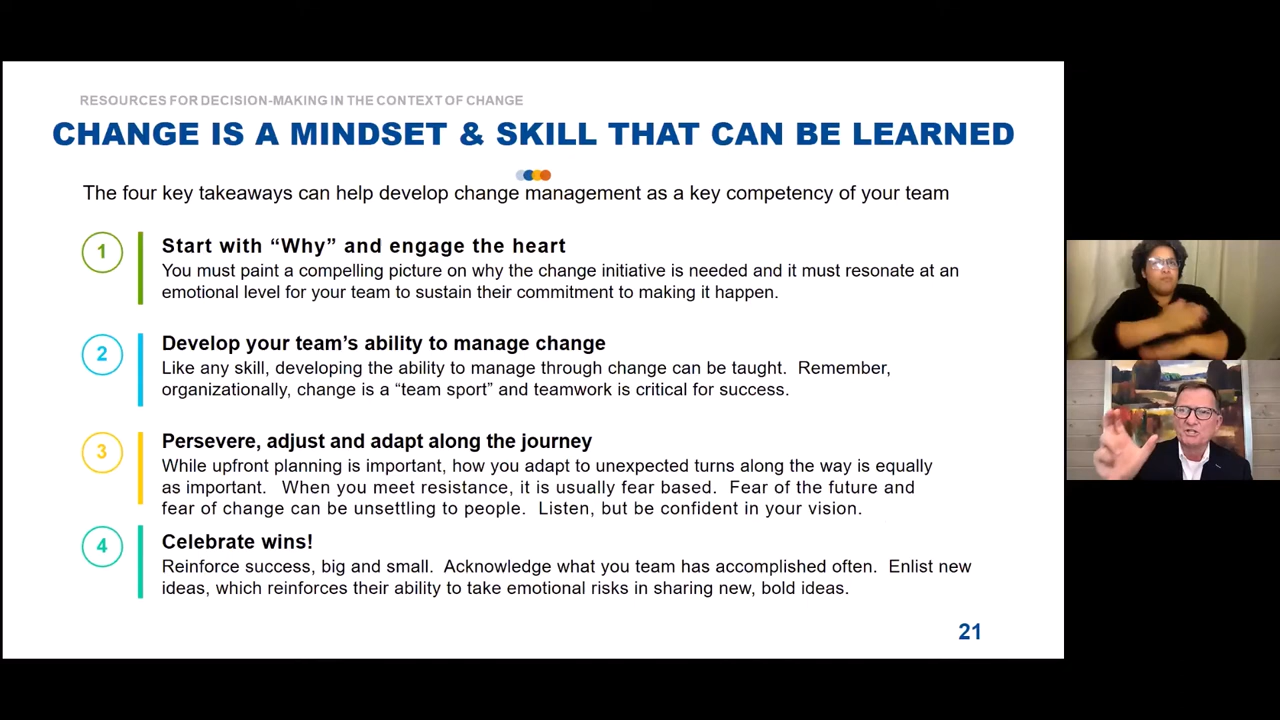 RESOURCES FOR DECISION-MAKING IN THE CONTEXT OF CHANGE
CHANGE IS A MINDSET & SKILL THAT CAN BE LEARNED
The four key takeaways can help develop change management as a key competency of your team
1
Start with “Why” and engage the heart
You must paint a compelling picture on why the change initiative is needed and it must resonate at an
emotional level for your team to sustain their commitment to making it happen.
2
Develop your team’s ability to manage change
Like any skill, developing the ability to manage through change can be taught. Remember,
organizationally, change is a “team sport” and teamwork is critical for success.
3
Persevere, adjust and adapt along the journey
While upfront planning is important, how you adapt to unexpected turns along the way is equally
as important. When you meet resistance, it is usually fear based. Fear of the future and
fear of change can be unsettling to people. Listen, but be confident in your vision.
4
Celebrate wins!
Reinforce success, big and small. Acknowledge what you team has accomplished often. Enlist new
ideas, which reinforces their ability to take emotional risks in sharing new, bold ideas.
21